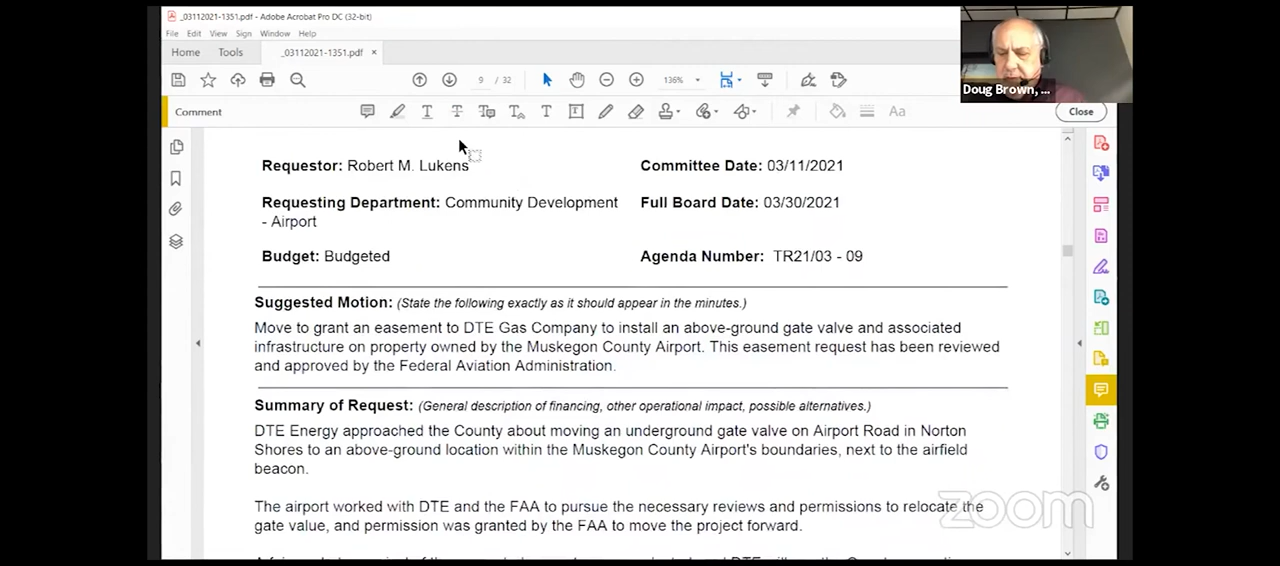 _03112021-1351.pdf - Adobe Acrobat Pro DC (32-bit)
File Edit View Sign Window Help
Home Tools _03112021-1351.pdf ×
9 / 32 136%
Comment Aa Close
Doug Brown, ...
Requestor: Robert M. Lukens Committee Date: 03/11/2021
Requesting Department: Community Development Full Board Date: 03/30/2021
- Airport
Budget: Budgeted Agenda Number: TR21/03 - 09
Suggested Motion: (State the following exactly as it should appear in the minutes.)
Move to grant an easement to DTE Gas Company to install an above-ground gate valve and associated
infrastructure on property owned by the Muskegon County Airport. This easement request has been reviewed
and approved by the Federal Aviation Administration.
Summary of Request: (General description of financing, other operational impact, possible alternatives.)
DTE Energy approached the County about moving an underground gate valve on Airport Road in Norton
Shores to an above-ground location within the Muskegon County Airport's boundaries, next to the airfield
beacon.
The airport worked with DTE and the FAA to pursue the necessary reviews and permissions to relocate the
gate value, and permission was granted by the FAA to move the project forward.
zoom